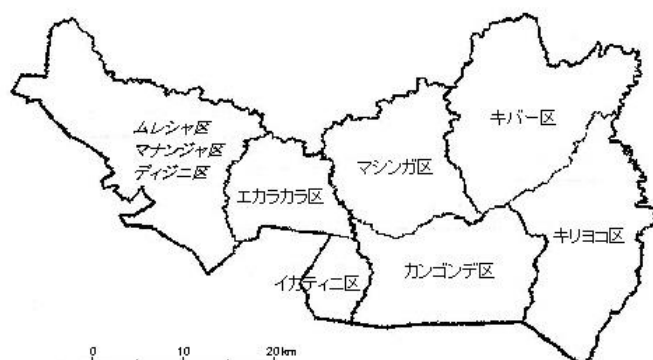 ムレシャ区
マナンジャ区
ディジニ区
エカラカラ区
イカティニ区
マシンガ区
カンゴンデ区
キバー区
キリヨコ区
0 10 20km